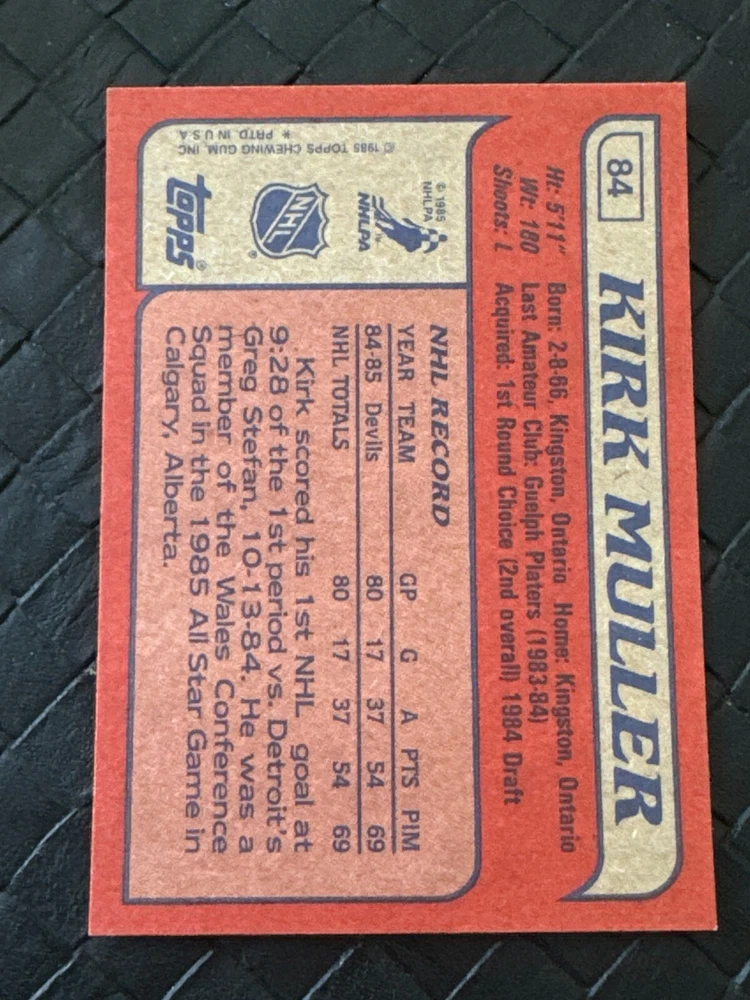 84
KIRK MULLER
Ht: 5'11" Born: 2-8-66, Kingston, Ontario Home: Kingston, Ontario
Wt: 180 Last Amateur Club: Guelph Platers (1983-84)
Shoots: L Acquired: 1st Round Choice (2nd overall) 1984 Draft
NHL RECORD
YEAR TEAM GP G A PTS PIM
84-85 Devils 80 17 37 54 69
NHL TOTALS 80 17 37 54 69
Kirk scored his 1st NHL goal at
9:28 of the 1st period vs. Detroit's
Greg Stefan, 10-13-84. He was a
member of the Wales Conference
Squad in the 1985 All Star Game in
Calgary, Alberta.
© 1985
NHLPA
NHLPA
NHL
®
topps®
© 1985 TOPPS CHEWING GUM, INC
* PRTD. IN U S A